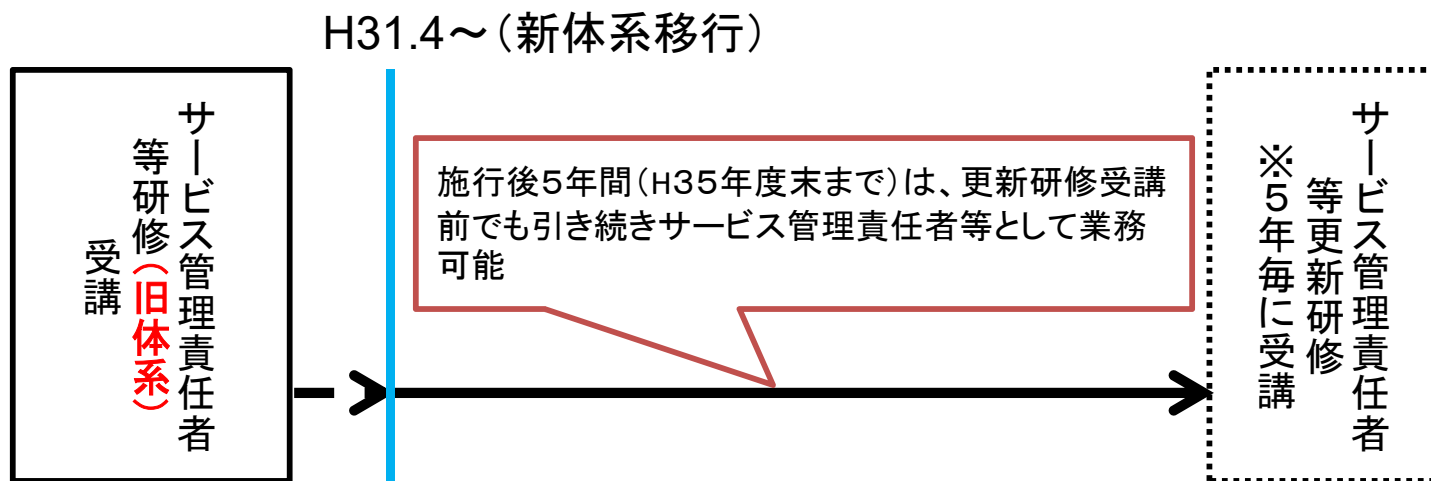 H31.4～（新体系移行）
サービス管理責任者
等研修（旧体系）
受講
施行後５年間（H35年度末まで）は、更新研修受講
前でも引き続きサービス管理責任者等として業務
可能
サービス管理責任者
等更新研修
※５年毎に受講